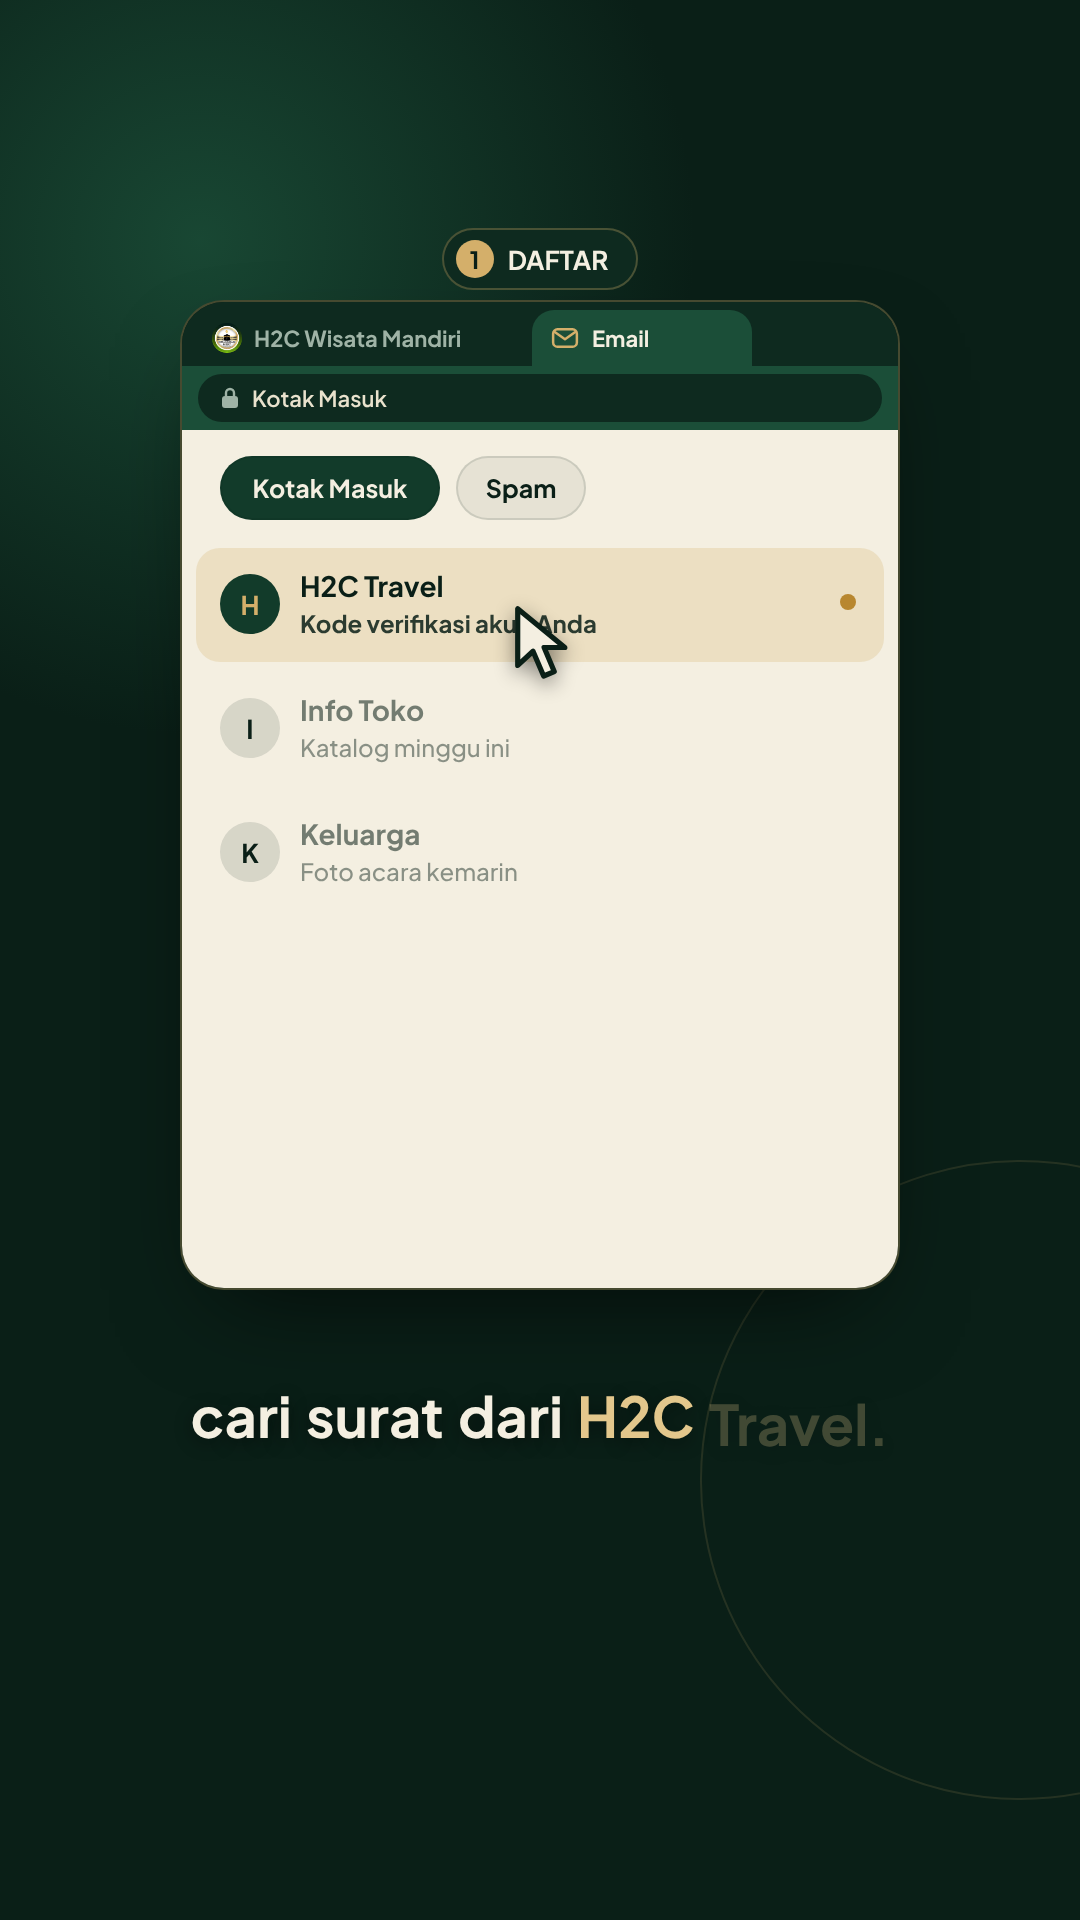 1 DAFTAR
H2C Wisata Mandiri
Email
Kotak Masuk
Kotak Masuk
Spam
H
H2C Travel
Kode verifikasi akun Anda
I
Info Toko
Katalog minggu ini
K
Keluarga
Foto acara kemarin
cari surat dari H2C Travel.